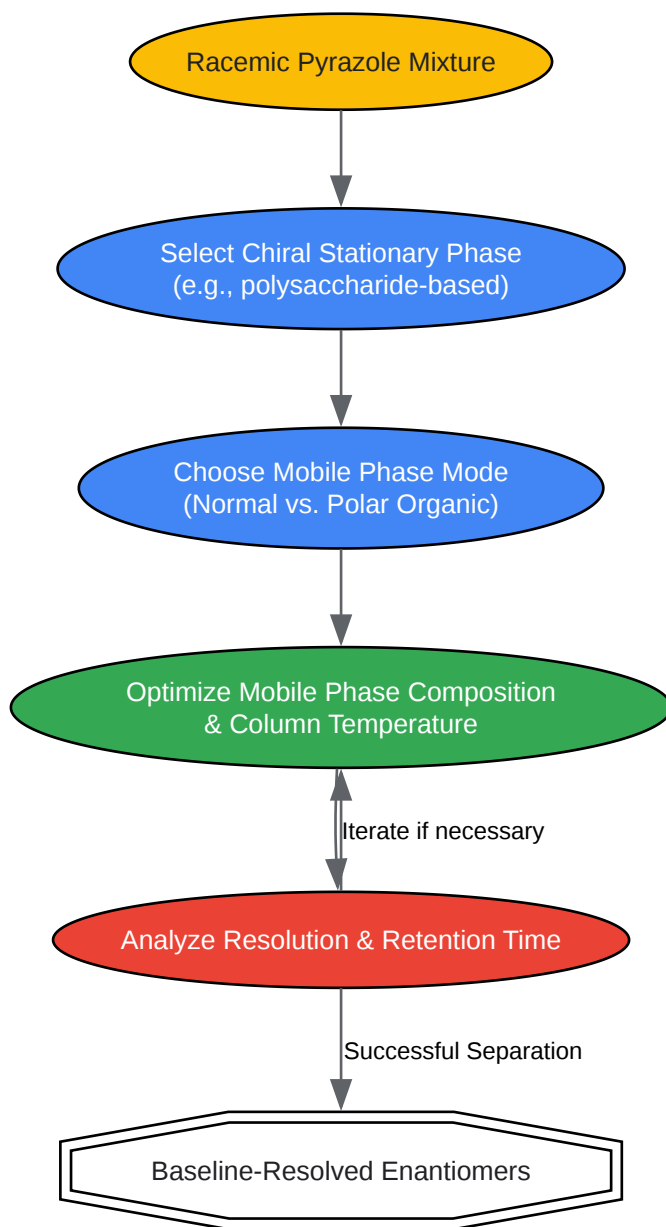 Racemic Pyrazole Mixture
Select Chiral Stationary Phase
(e.g., polysaccharide-based)
Choose Mobile Phase Mode
(Normal vs. Polar Organic)
Optimize Mobile Phase Composition
& Column Temperature
Iterate if necessary
Analyze Resolution & Retention Time
Successful Separation
Baseline-Resolved Enantiomers